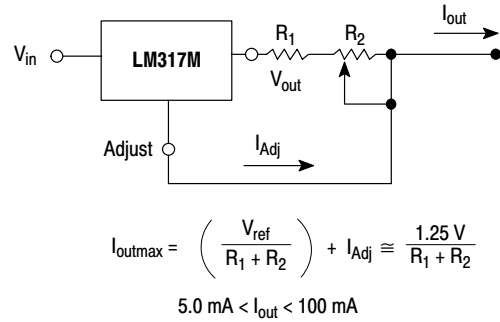 I_out
R_1 R_2
V_in LM317M
V_out
Adjust I_Adj
I_outmax = ( V_ref / R_1 + R_2 ) + I_Adj ≅ 1.25 V / R_1 + R_2
5.0 mA < I_out < 100 mA